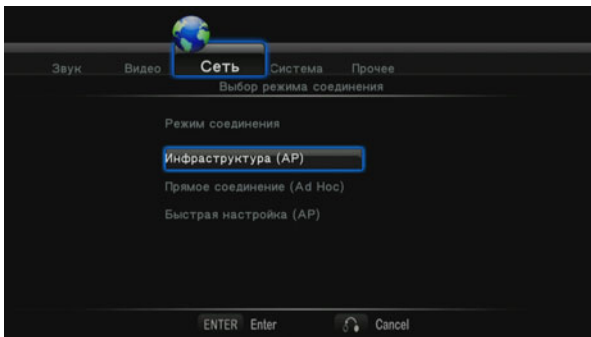 Звук Видео Сеть Система Прочее
Выбор режима соединения
Режим соединения
Инфраструктура (AP)
Прямое соединение (Ad Hoc)
Быстрая настройка (AP)
ENTER Enter Cancel